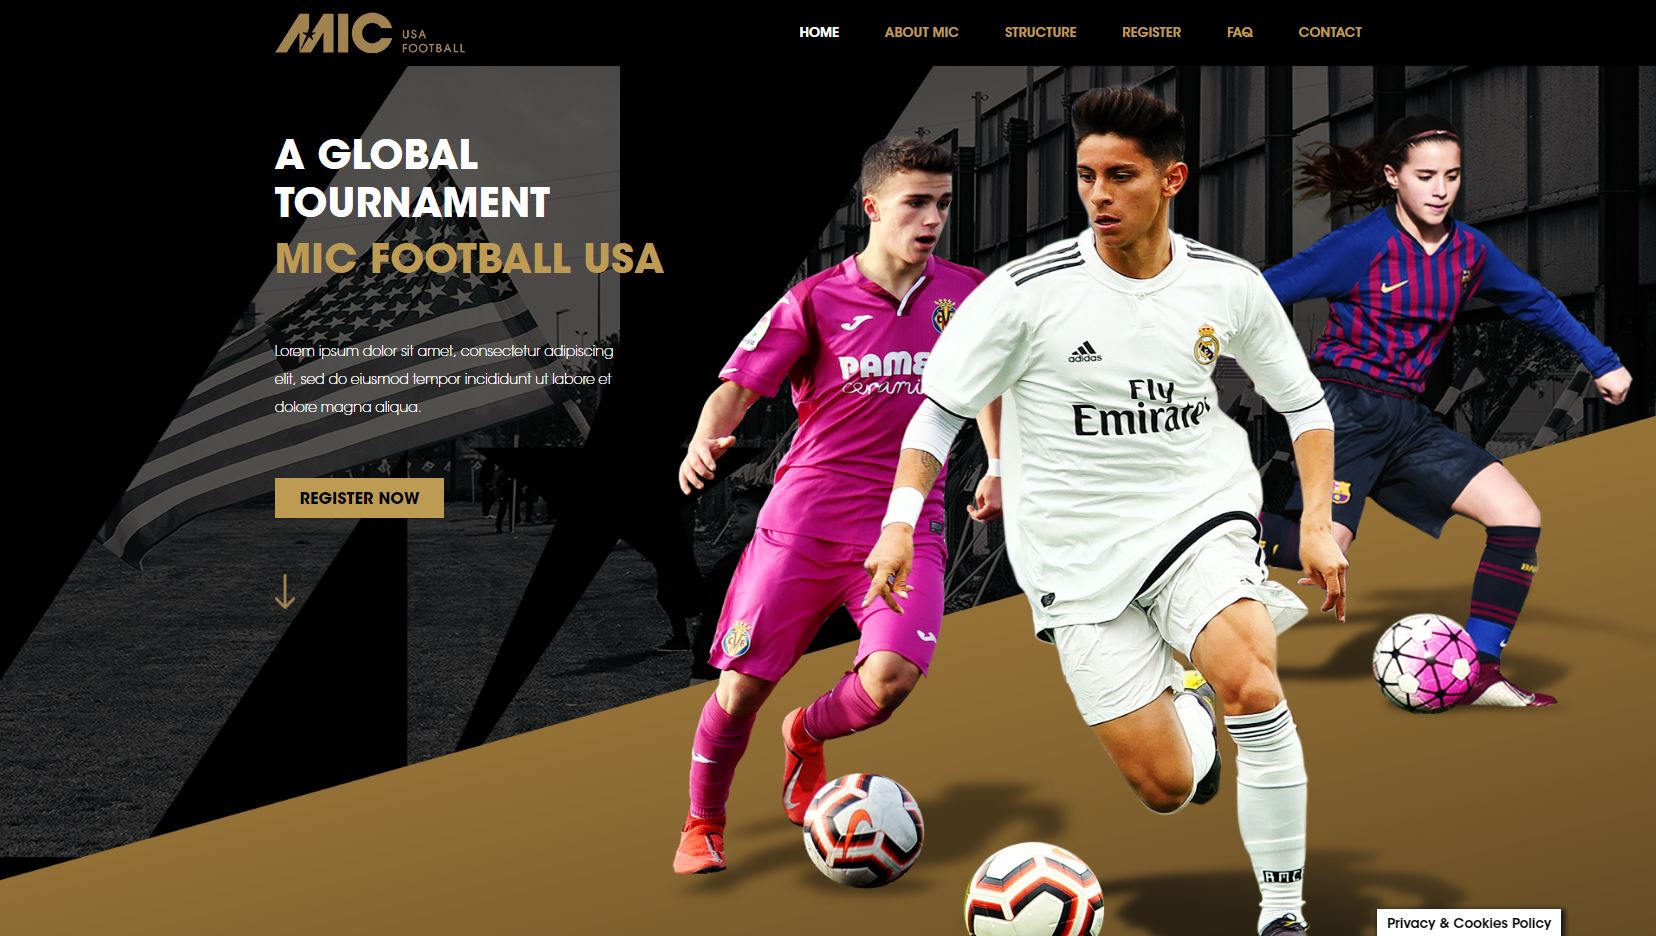 MIC USA
FOOTBALL
HOME ABOUT MIC STRUCTURE REGISTER FAQ CONTACT
A GLOBAL
TOURNAMENT
MIC FOOTBALL USA
Lorem ipsum dolor sit amet, consectetur adipiscing
elit, sed do eiusmod tempor incididunt ut labore et
dolore magna aliqua.
REGISTER NOW
adidas
Fly
Emirates
Privacy & Cookies Policy